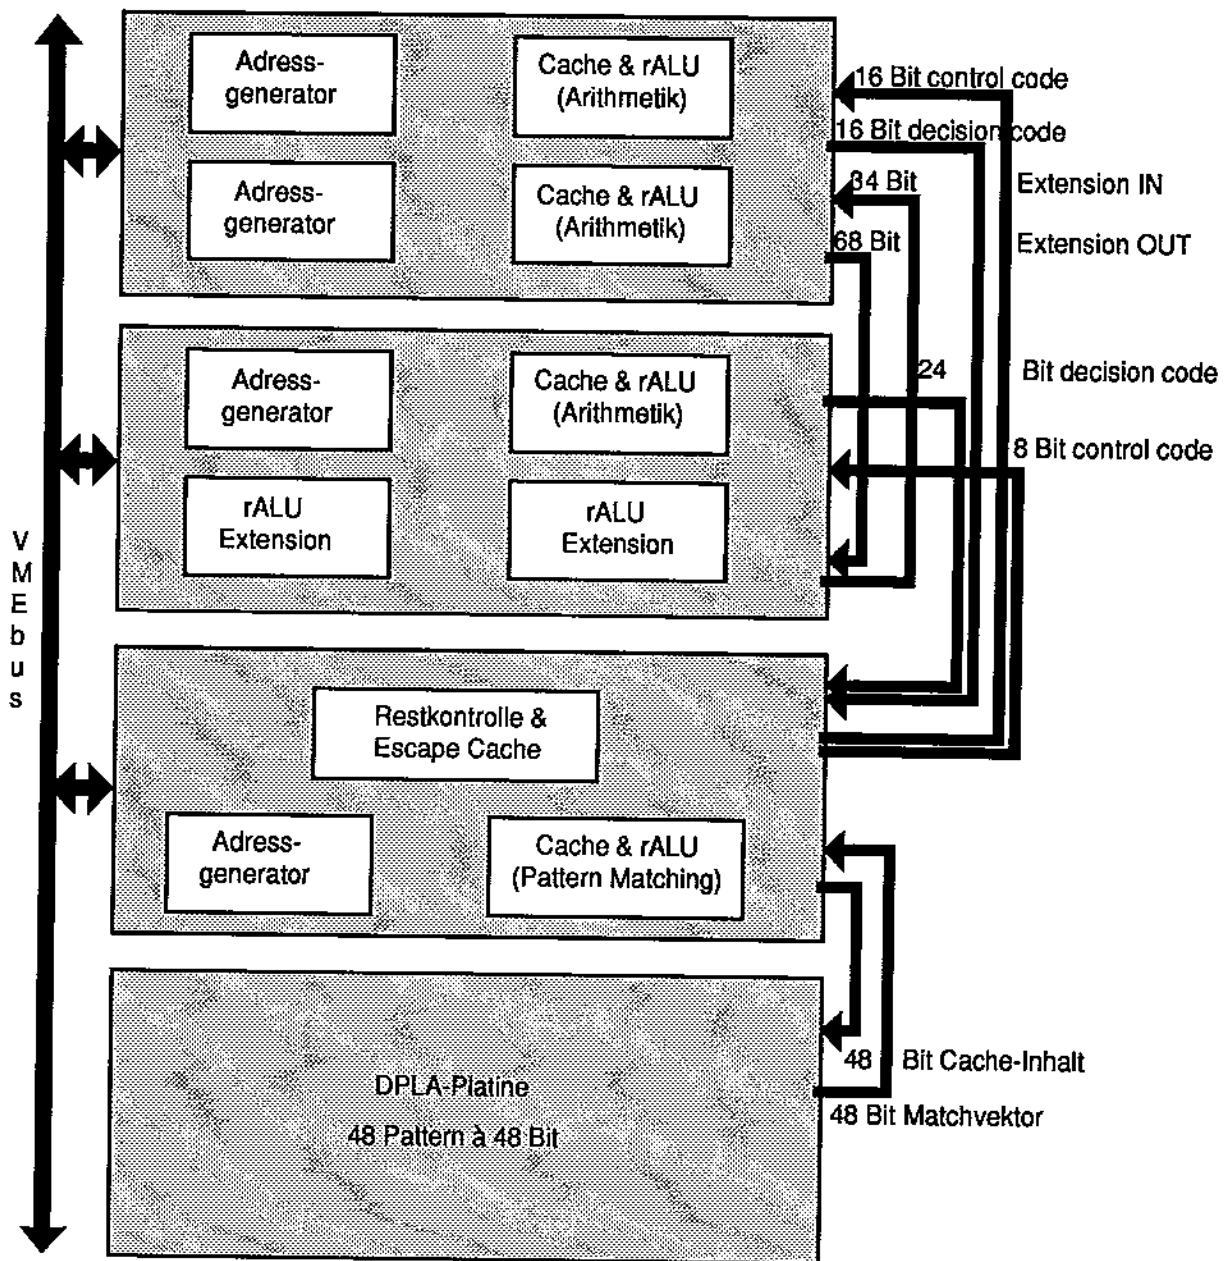 Adress-
generator
Cache & rALU
(Arithmetik)
16 Bit control code
16 Bit decision code
Adress-
generator
Cache & rALU
(Arithmetik)
34 Bit
Extension IN
68 Bit
Extension OUT
Adress-
generator
Cache & rALU
(Arithmetik)
24 Bit decision code
8 Bit control code
rALU
Extension
rALU
Extension
VMEbus
Restkontrolle &
Escape Cache
Adress-
generator
Cache & rALU
(Pattern Matching)
48 Bit Cache-Inhalt
48 Bit Matchvektor
DPLA-Platine
48 Pattern à 48 Bit